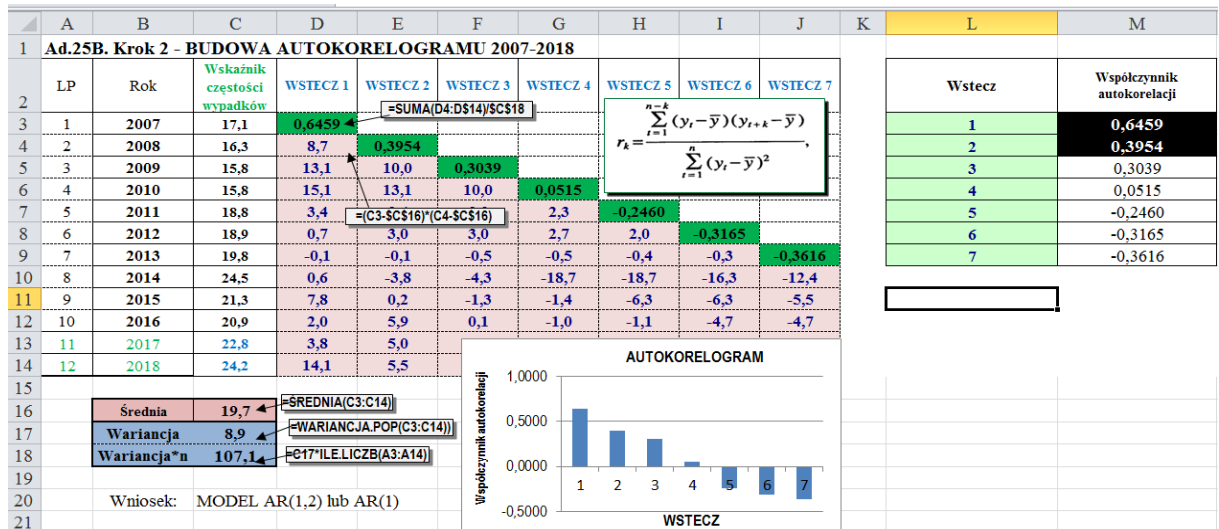 A B C D E F G H I J K L M
1 Ad.25B. Krok 2 - BUDOWA AUTOKORELOGRAMU 2007-2018
2 LP Rok Wskaźnik częstości wypadków WSTECZ 1 WSTECZ 2 WSTECZ 3 WSTECZ 4 WSTECZ 5 WSTECZ 6 WSTECZ 7 Wstecz Współczynnik autokorelacji
=SUMA(D4:D$14)/$C$18
3 1 2007 17,1 0,6459 1 0,6459
4 2 2008 16,3 8,7 0,3954 2 0,3954
r_k = \frac{\sum_{t=1}^{n-k}(y_t-\overline{y})(y_{t+k}-\overline{y})}{\sum_{t=1}^{n}(y_t-\overline{y})^2},
5 3 2009 15,8 13,1 10,0 0,3039 3 0,3039
6 4 2010 15,8 15,1 13,1 10,0 0,0515 4 0,0515
7 5 2011 18,8 3,4 2,3 -0,2460 5 -0,2460
=(C3-$C$16)*(C4-$C$16)
8 6 2012 18,9 0,7 3,0 3,0 2,7 2,0 -0,3165 6 -0,3165
9 7 2013 19,8 -0,1 -0,1 -0,5 -0,5 -0,4 -0,3 -0,3616 7 -0,3616
10 8 2014 24,5 0,6 -3,8 -4,3 -18,7 -18,7 -16,3 -12,4
11 9 2015 21,3 7,8 0,2 -1,3 -1,4 -6,3 -6,3 -5,5
12 10 2016 20,9 2,0 5,9 0,1 -1,0 -1,1 -4,7 -4,7
13 11 2017 22,8 3,8 5,0
14 12 2018 24,2 14,1 5,5
15
16 Średnia 19,7 =ŚREDNIA(C3:C14)
17 Wariancja 8,9 =WARIANCJA.POP(C3:C14))
18 Wariancja*n 107,1 =C17*ILE.LICZB(A3:A14)
19
20 Wniosek: MODEL AR(1,2) lub AR(1)
21
AUTOKORELOGRAM
Współczynnik autokorelacji
1,0000
0,5000
0,0000
-0,5000
1 2 3 4 5 6 7
WSTECZ